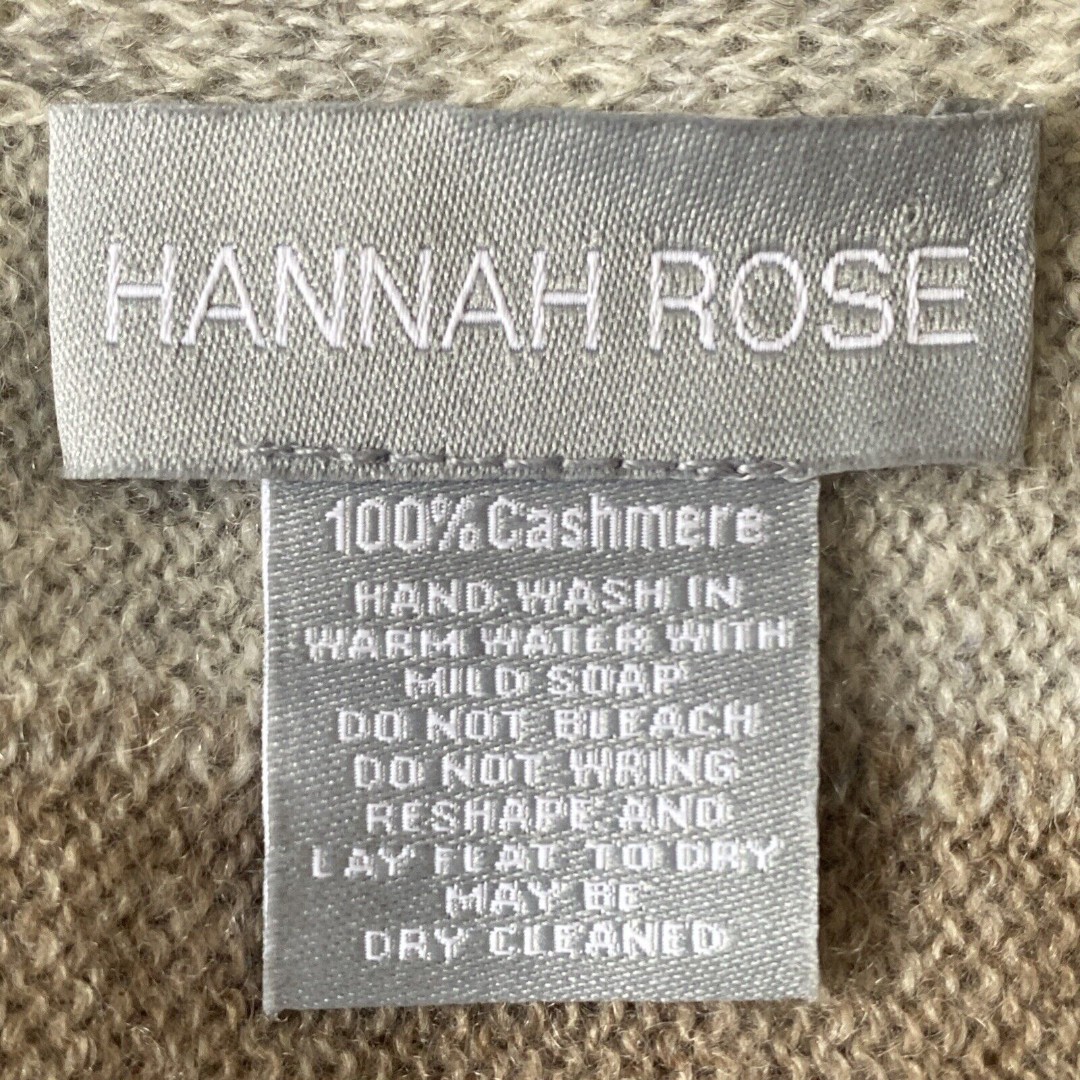 HANNAH ROSE
100% Cashmere
HAND WASH IN
WARM WATER WITH
MILD SOAP
DO NOT BLEACH
DO NOT WRING
RESHAPE AND
LAY FLAT TO DRY
MAY BE
DRY CLEANED